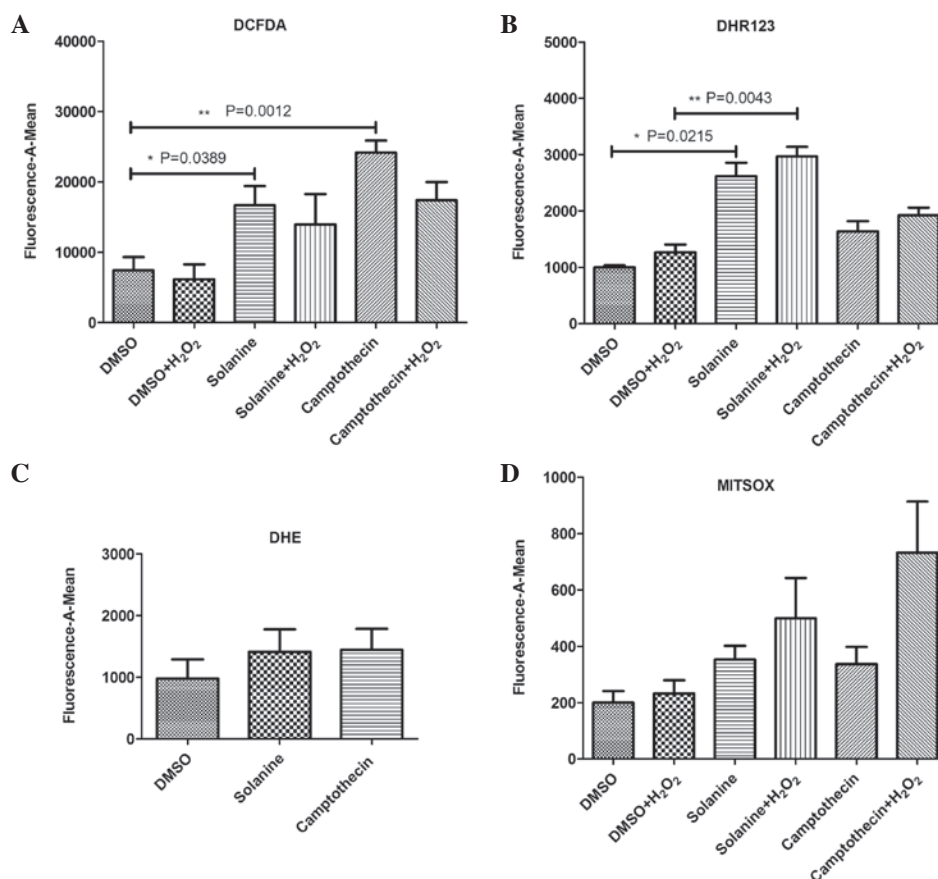 A
DCFDA
Fluorescence-A-Mean
40000
30000
20000
10000
0
** P=0.0012
* P=0.0389
DMSO
DMSO+H₂O₂
Solanine
Solanine+H₂O₂
Camptothecin
Camptothecin+H₂O₂
B
DHR123
Fluorescence-A-Mean
5000
4000
3000
2000
1000
0
** P=0.0043
* P=0.0215
DMSO
DMSO+H₂O₂
Solanine
Solanine+H₂O₂
Camptothecin
Camptothecin+H₂O₂
C
DHE
Fluorescence-A-Mean
3000
2000
1000
0
DMSO
Solanine
Camptothecin
D
MITSOX
Fluorescence-A-Mean
1000
800
600
400
200
0
DMSO
DMSO+H₂O₂
Solanine
Solanine+H₂O₂
Camptothecin
Camptothecin+H₂O₂